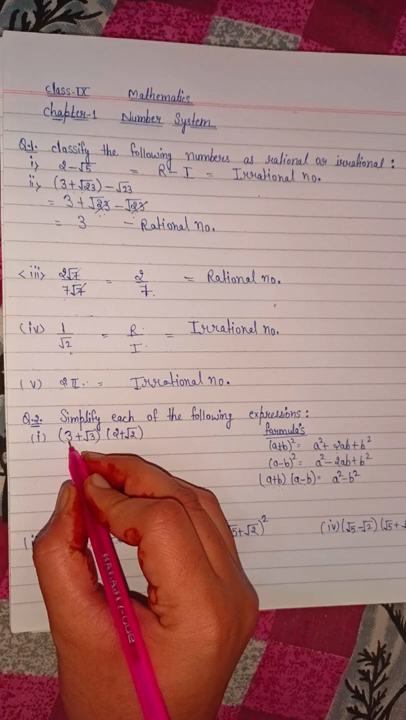 Class-IX Mathematics
Chapter-1 Number System
Q.1. Classify the following numbers as rational or irrational :
i) 2-√5 = R-I = Irrational no.
ii) (3+√23)-√23
= 3+√23-√23
= 3 - Rational no.
(iii) 2√7/7√7 = 2/7 = Rational no.
(iv) 1/√2 = R/I = Irrational no.
(v) 2π = Irrational no.
Q.2. Simplify each of the following expressions :
(i) (3+√3) (2+√2)
formula's
(a+b)² = a²+2ab+b²
(a-b)² = a²-2ab+b²
(a+b) (a-b) = a²-b²
√5+√2)² (iv) (√5-√2) (√5+